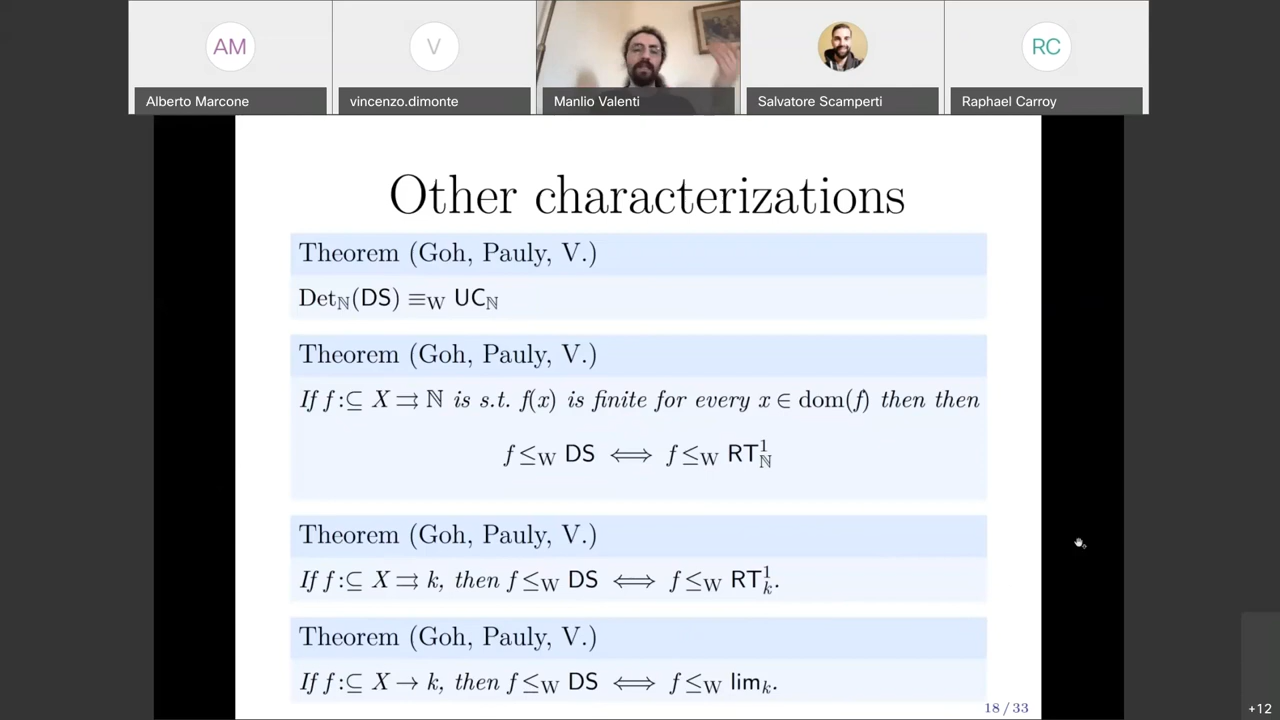 AM
V
RC
Alberto Marcone
vincenzo.dimonte
Manlio Valenti
Salvatore Scamperti
Raphael Carroy
Other characterizations
Theorem (Goh, Pauly, V.)
Det_ℕ(DS) ≡_W UC_ℕ
Theorem (Goh, Pauly, V.)
If f :⊆ X ⇉ ℕ is s.t. f(x) is finite for every x ∈ dom(f) then then
f ≤_W DS ⟺ f ≤_W RT^1_ℕ
Theorem (Goh, Pauly, V.)
If f :⊆ X ⇉ k, then f ≤_W DS ⟺ f ≤_W RT^1_k.
Theorem (Goh, Pauly, V.)
If f :⊆ X → k, then f ≤_W DS ⟺ f ≤_W lim_k.
18 / 33
+12